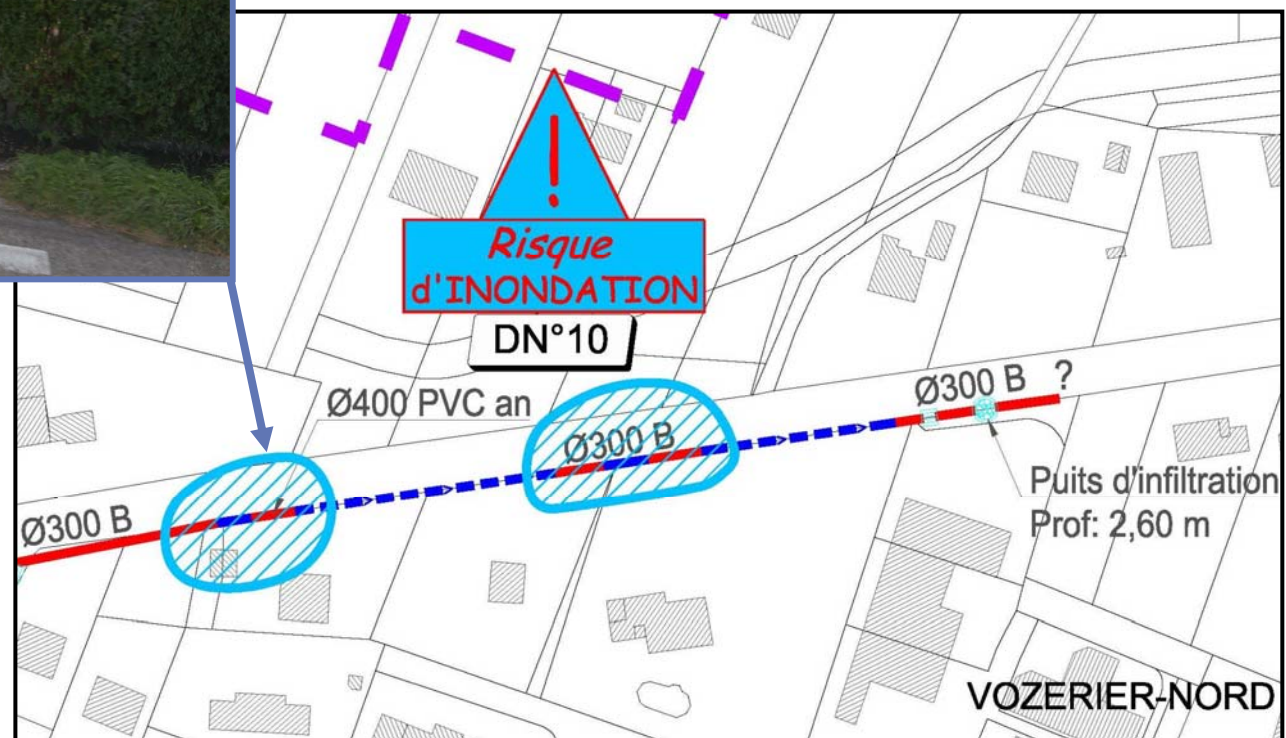 !
Risque
d'INONDATION
DN°10
Ø400 PVC an
Ø300 B
?
Ø300 B
Ø300 B
Puits d'infiltration
Prof: 2,60 m
VOZERIER-NORD